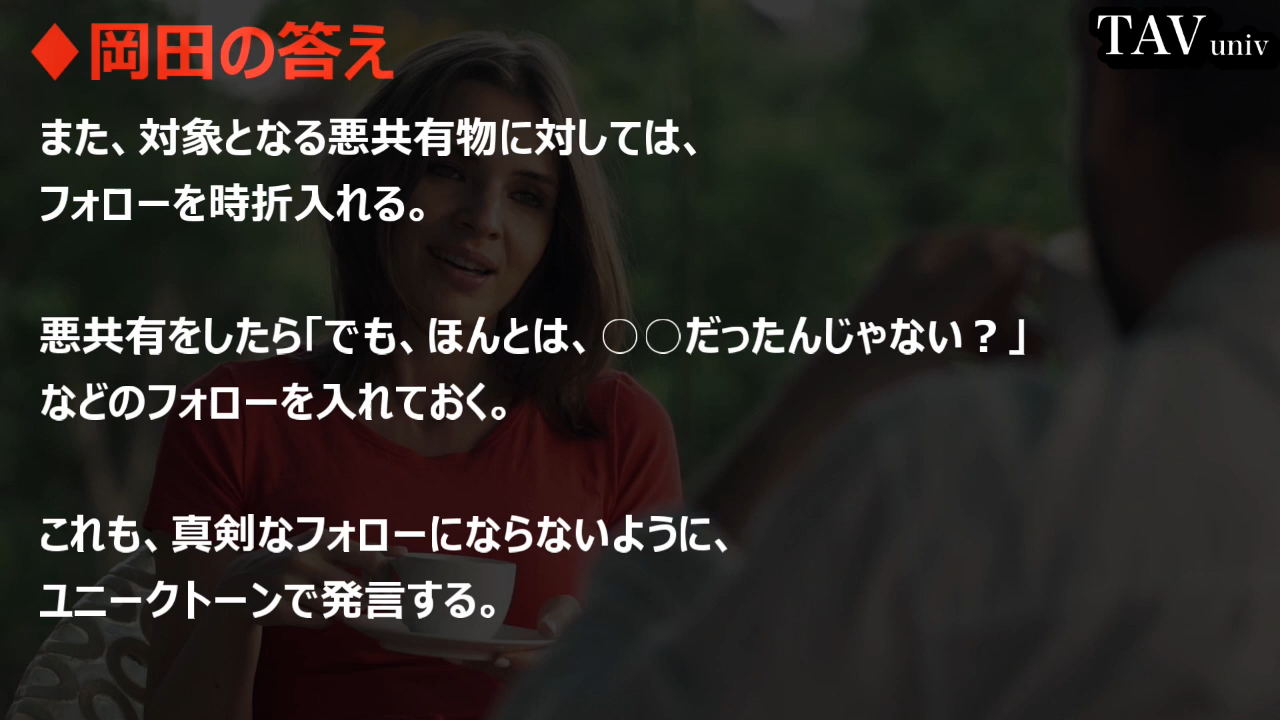 ◆岡田の答え
TAV univ
また、対象となる悪共有物に対しては、
フォローを時折入れる。
悪共有をしたら「でも、ほんとは、○○だったんじゃない？」
などのフォローを入れておく。
これも、真剣なフォローにならないように、
ユニークトーンで発言する。